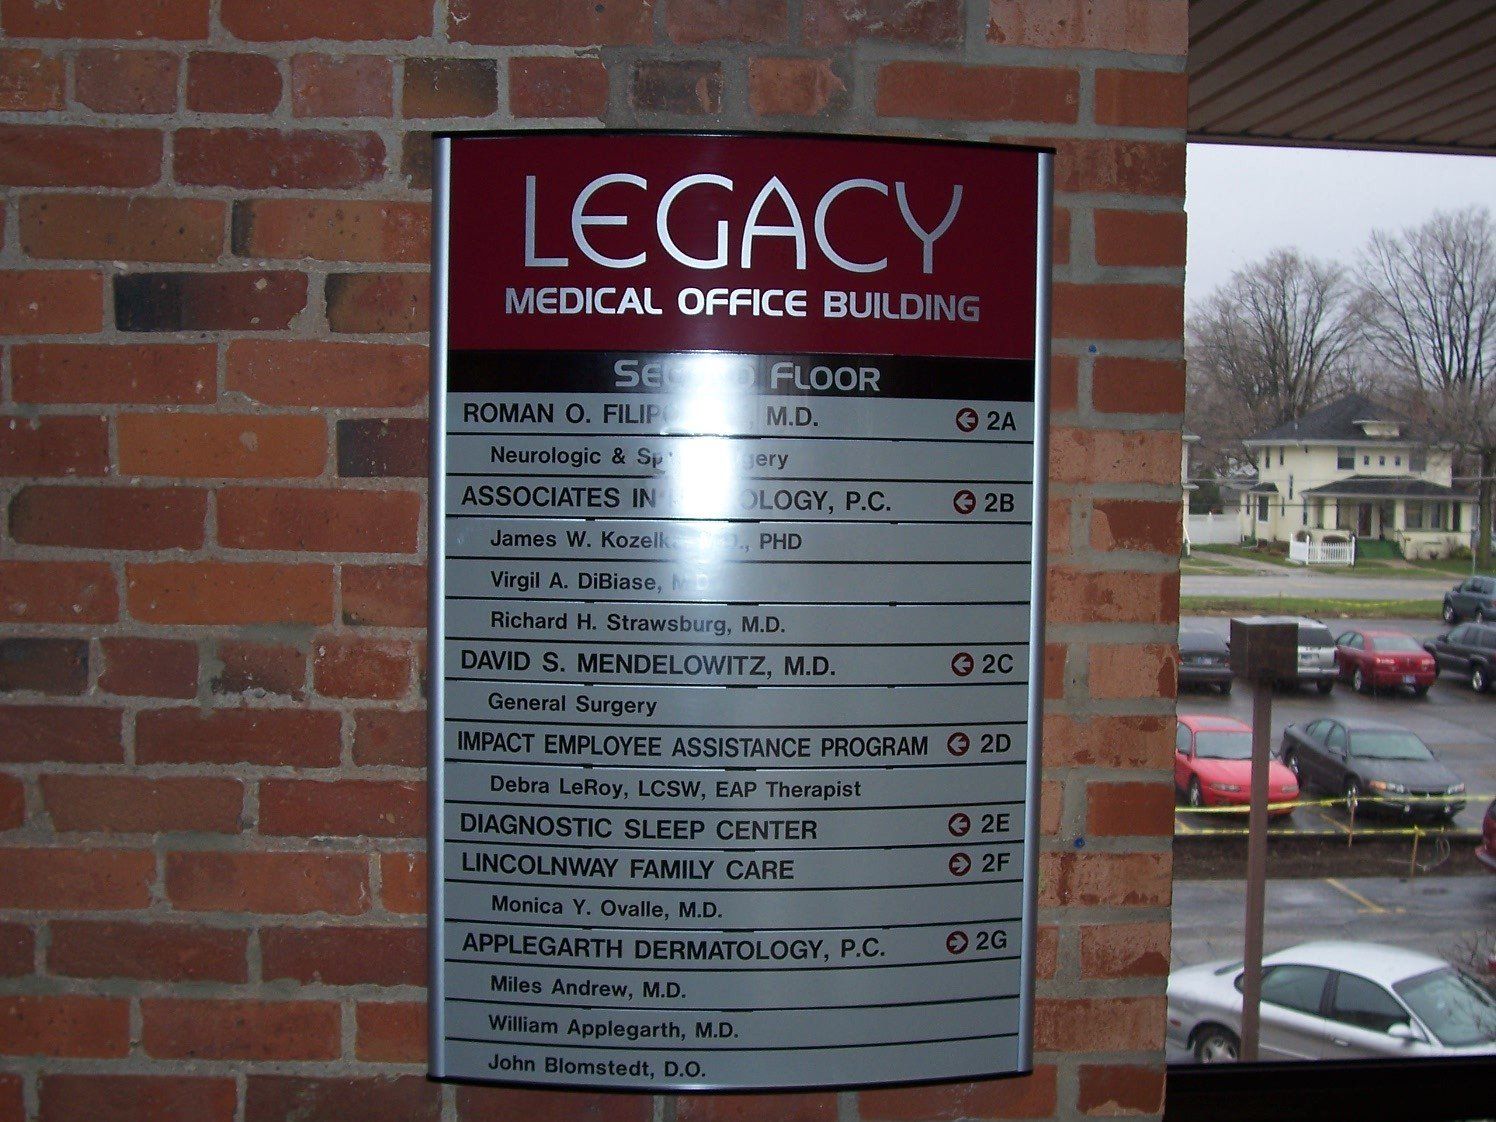 LEGACY
MEDICAL OFFICE BUILDING
FLOOR
ROMAN O. M.D. 2A
Neurologic &
ASSOCIATES IN P.C. 2B
James W. PHD
Virgil A. DiBiase, M.D.
Richard H. Strawsburg, M.D.
DAVID S. MENDELOWITZ, M.D. 2C
General Surgery
IMPACT EMPLOYEE ASSISTANCE PROGRAM 2D
Debra LeRoy, LCSW, EAP Therapist
DIAGNOSTIC SLEEP CENTER 2E
LINCOLNWAY FAMILY CARE 2F
Monica Y. Ovalle, M.D.
APPLEGARTH DERMATOLOGY, P.C. 2G
Miles Andrew, M.D.
William Applegarth, M.D.
John Blomstedt, D.O.